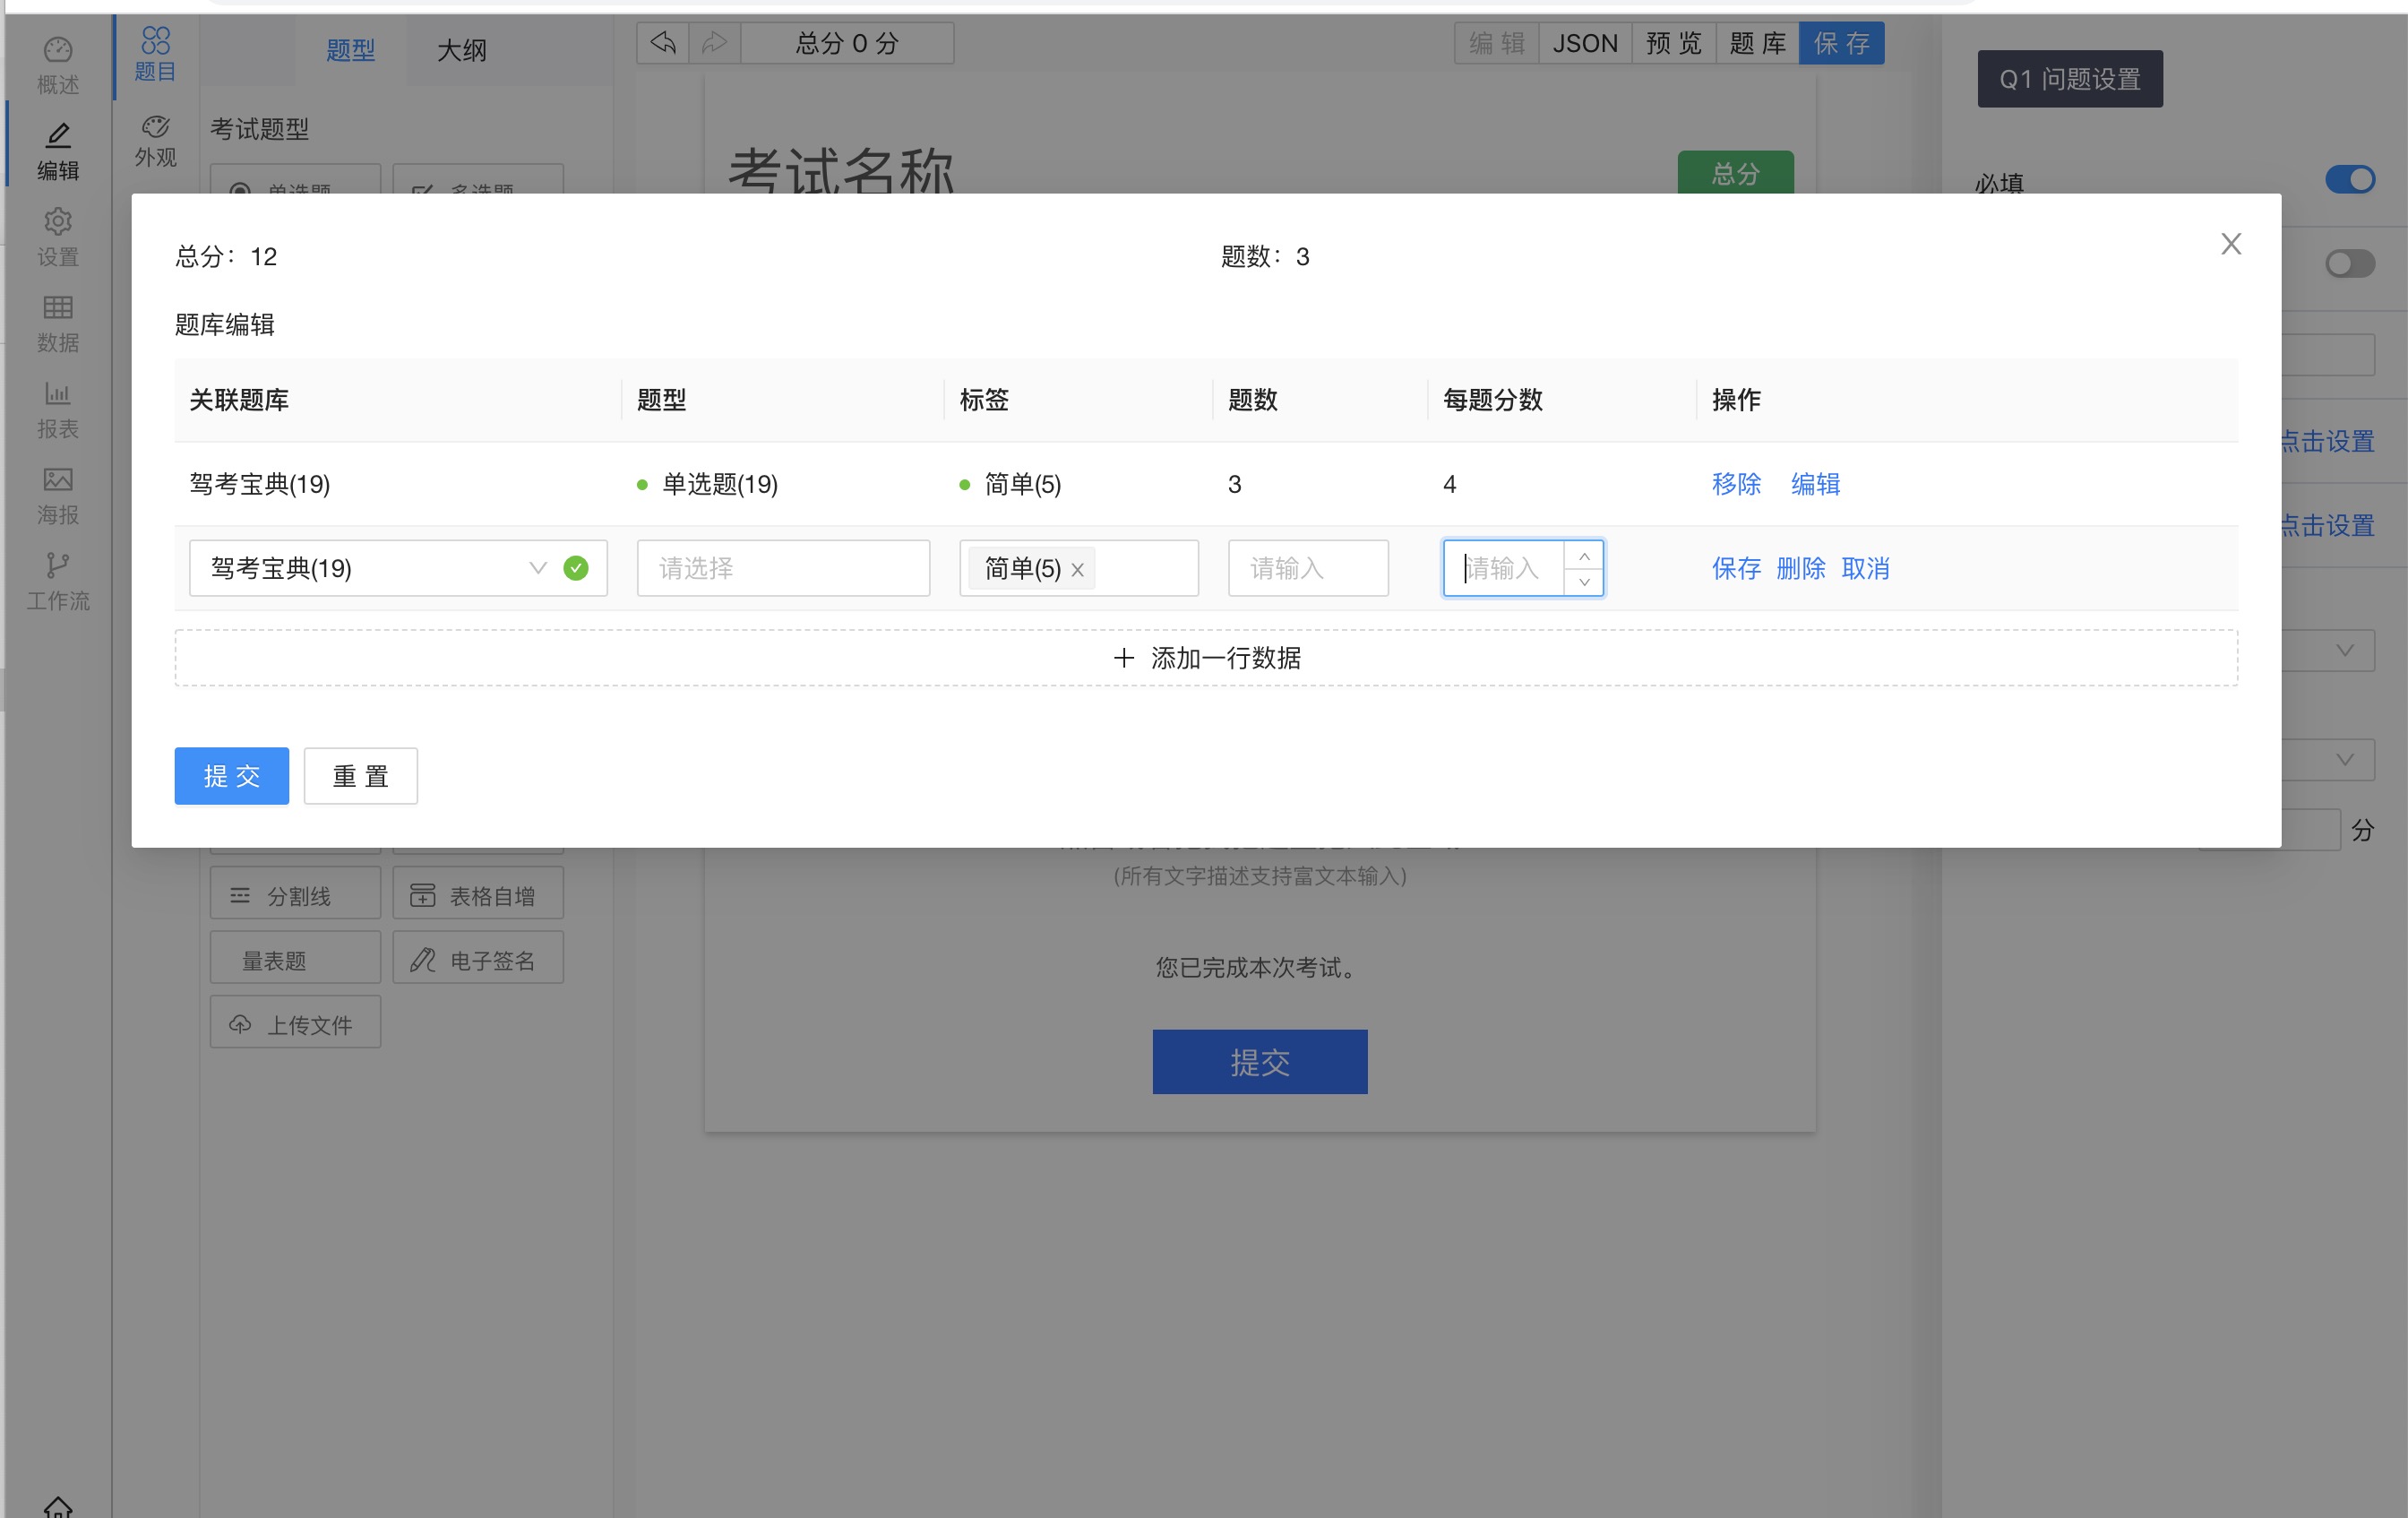 概述
编辑
设置
数据
报表
海报
工作流
题目
外观
题型 大纲
考试题型
单选题 多选题
总分 0 分
编 辑 JSON 预 览 题 库 保 存
考试名称
总分
Q1 问题设置
必填
总分：12
题数：3
题库编辑
关联题库 题型 标签 题数 每题分数 操作
驾考宝典(19) 单选题(19) 简单(5) 3 4 移除 编辑
驾考宝典(19) 请选择 简单(5) 请输入 请输入 保存 删除 取消
添加一行数据
提 交 重 置
点击设置
点击设置
分
分割线 表格自增
量表题 电子签名
上传文件
(所有文字描述支持富文本输入)
您已完成本次考试。
提交